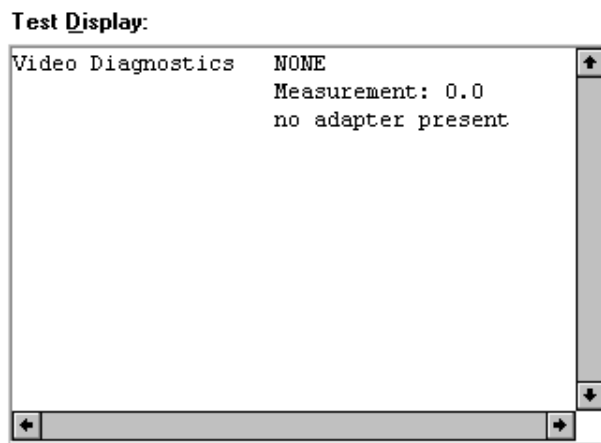 Test Display:
Video Diagnostics NONE
Measurement: 0.0
no adapter present